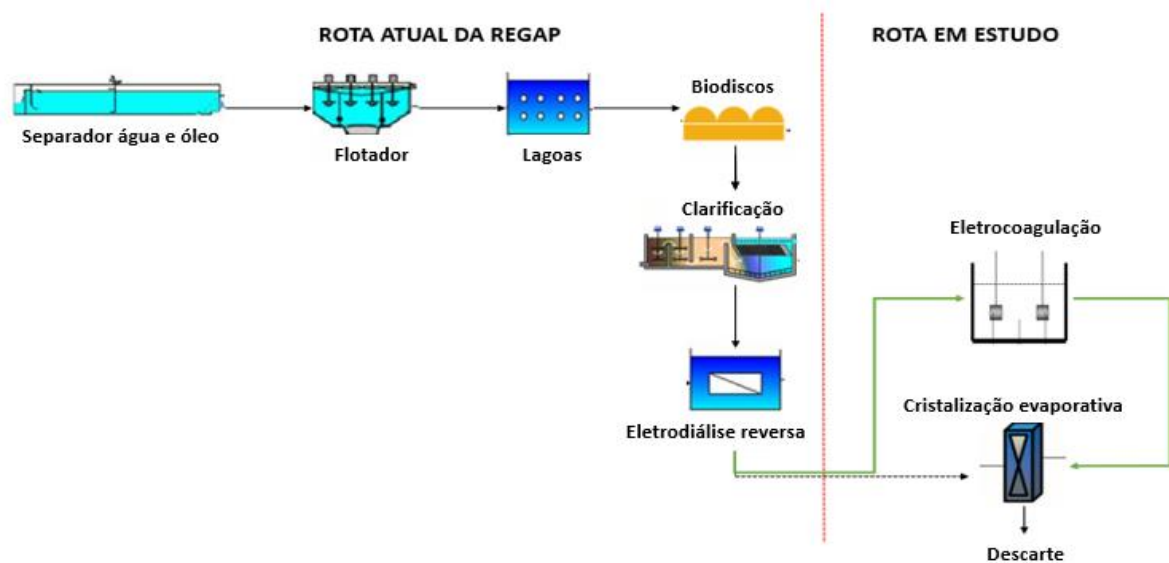 ROTA ATUAL DA REGAP
ROTA EM ESTUDO
Separador água e óleo
Flotador
Lagoas
Biodiscos
Clarificação
Eletrodiálise reversa
Eletrocoagulação
Cristalização evaporativa
Descarte